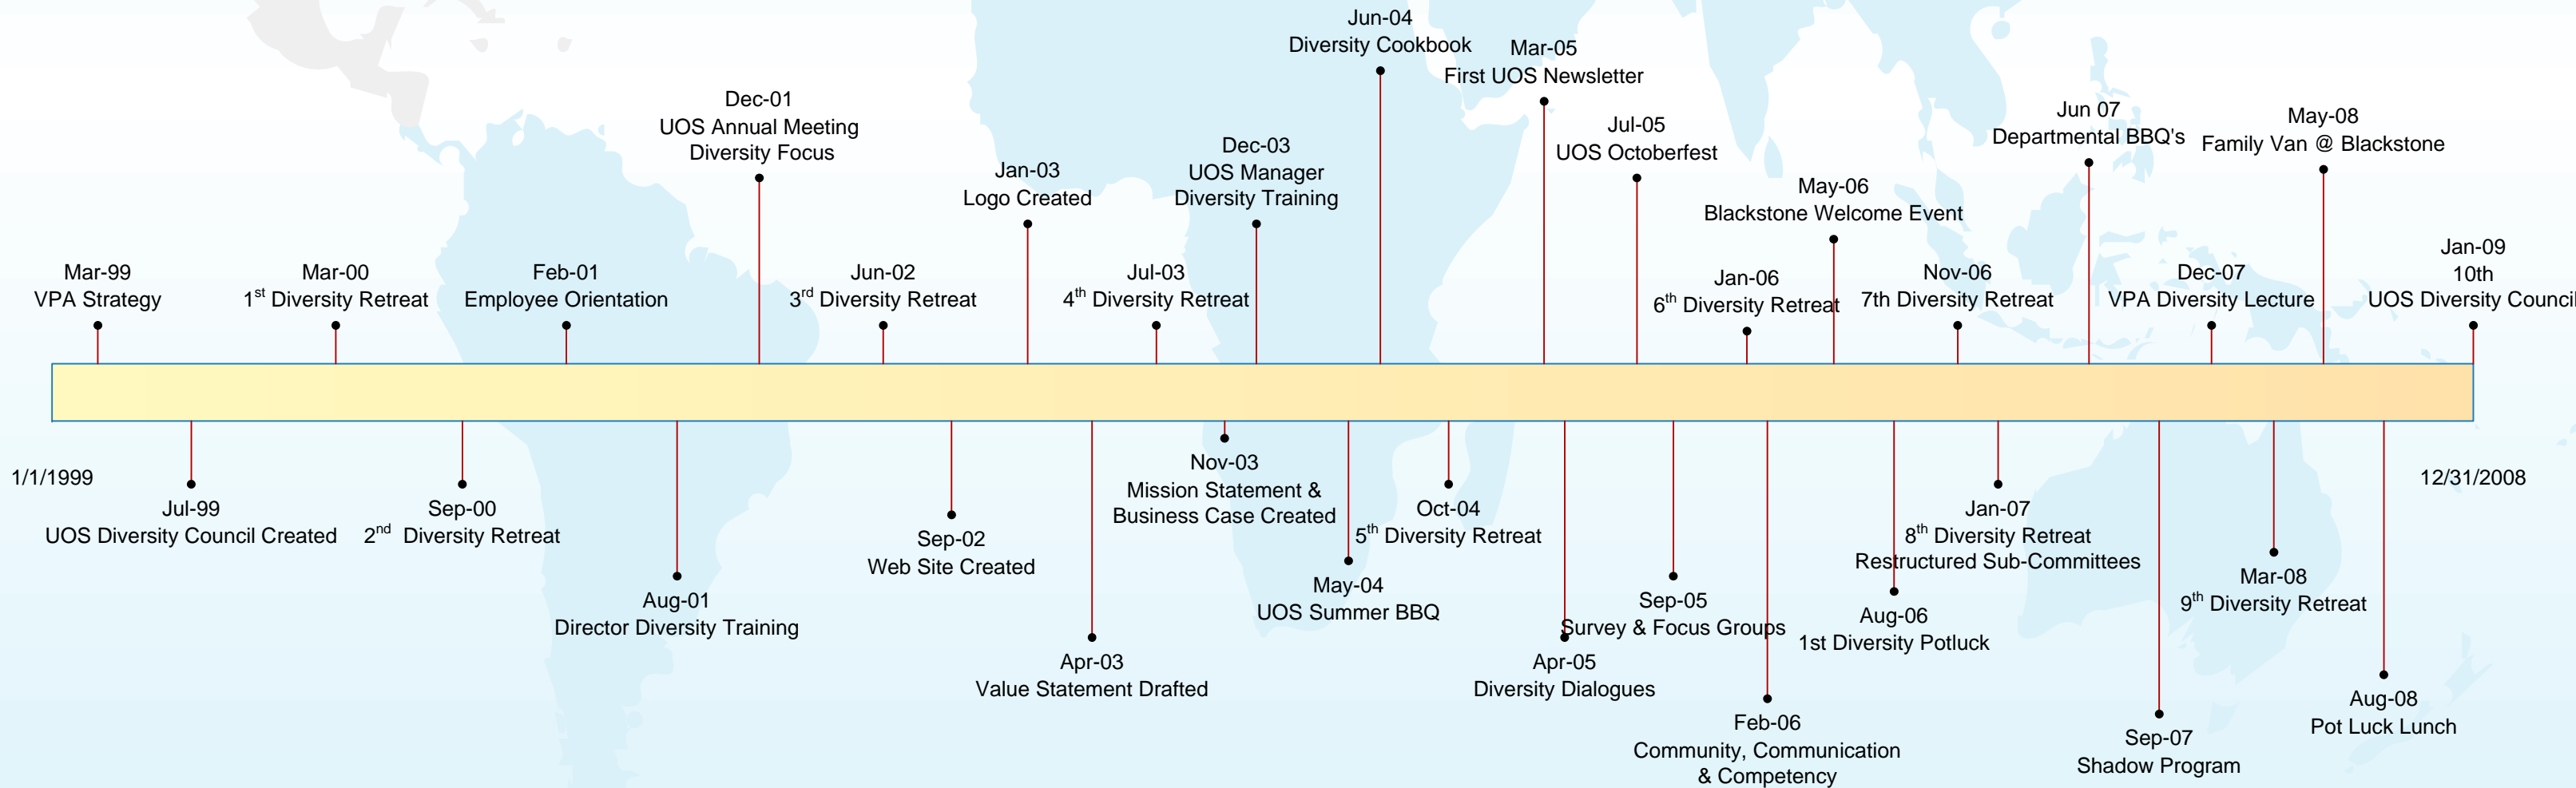 Jun-04
Diversity Cookbook
Mar-05
First UOS Newsletter
Dec-01
UOS Annual Meeting
Diversity Focus
Jun 07
Departmental BBQ's
May-08
Family Van @ Blackstone
Jul-05
UOS Octoberfest
Dec-03
UOS Manager
Diversity Training
Jan-03
Logo Created
May-06
Blackstone Welcome Event
Jan-09
10th
UOS Diversity Council
Mar-99
VPA Strategy
Mar-00
1st Diversity Retreat
Feb-01
Employee Orientation
Jun-02
3rd Diversity Retreat
Jul-03
4th Diversity Retreat
Jan-06
6th Diversity Retreat
Nov-06
7th Diversity Retreat
Dec-07
VPA Diversity Lecture
1/1/1999
12/31/2008
Jul-99
UOS Diversity Council Created
Sep-00
2nd Diversity Retreat
Aug-01
Director Diversity Training
Sep-02
Web Site Created
Apr-03
Value Statement Drafted
Nov-03
Mission Statement &
Business Case Created
May-04
UOS Summer BBQ
Oct-04
5th Diversity Retreat
Apr-05
Diversity Dialogues
Sep-05
Survey & Focus Groups
Feb-06
Community, Communication
& Competency
Aug-06
1st Diversity Potluck
Jan-07
8th Diversity Retreat
Restructured Sub-Committees
Sep-07
Shadow Program
Mar-08
9th Diversity Retreat
Aug-08
Pot Luck Lunch